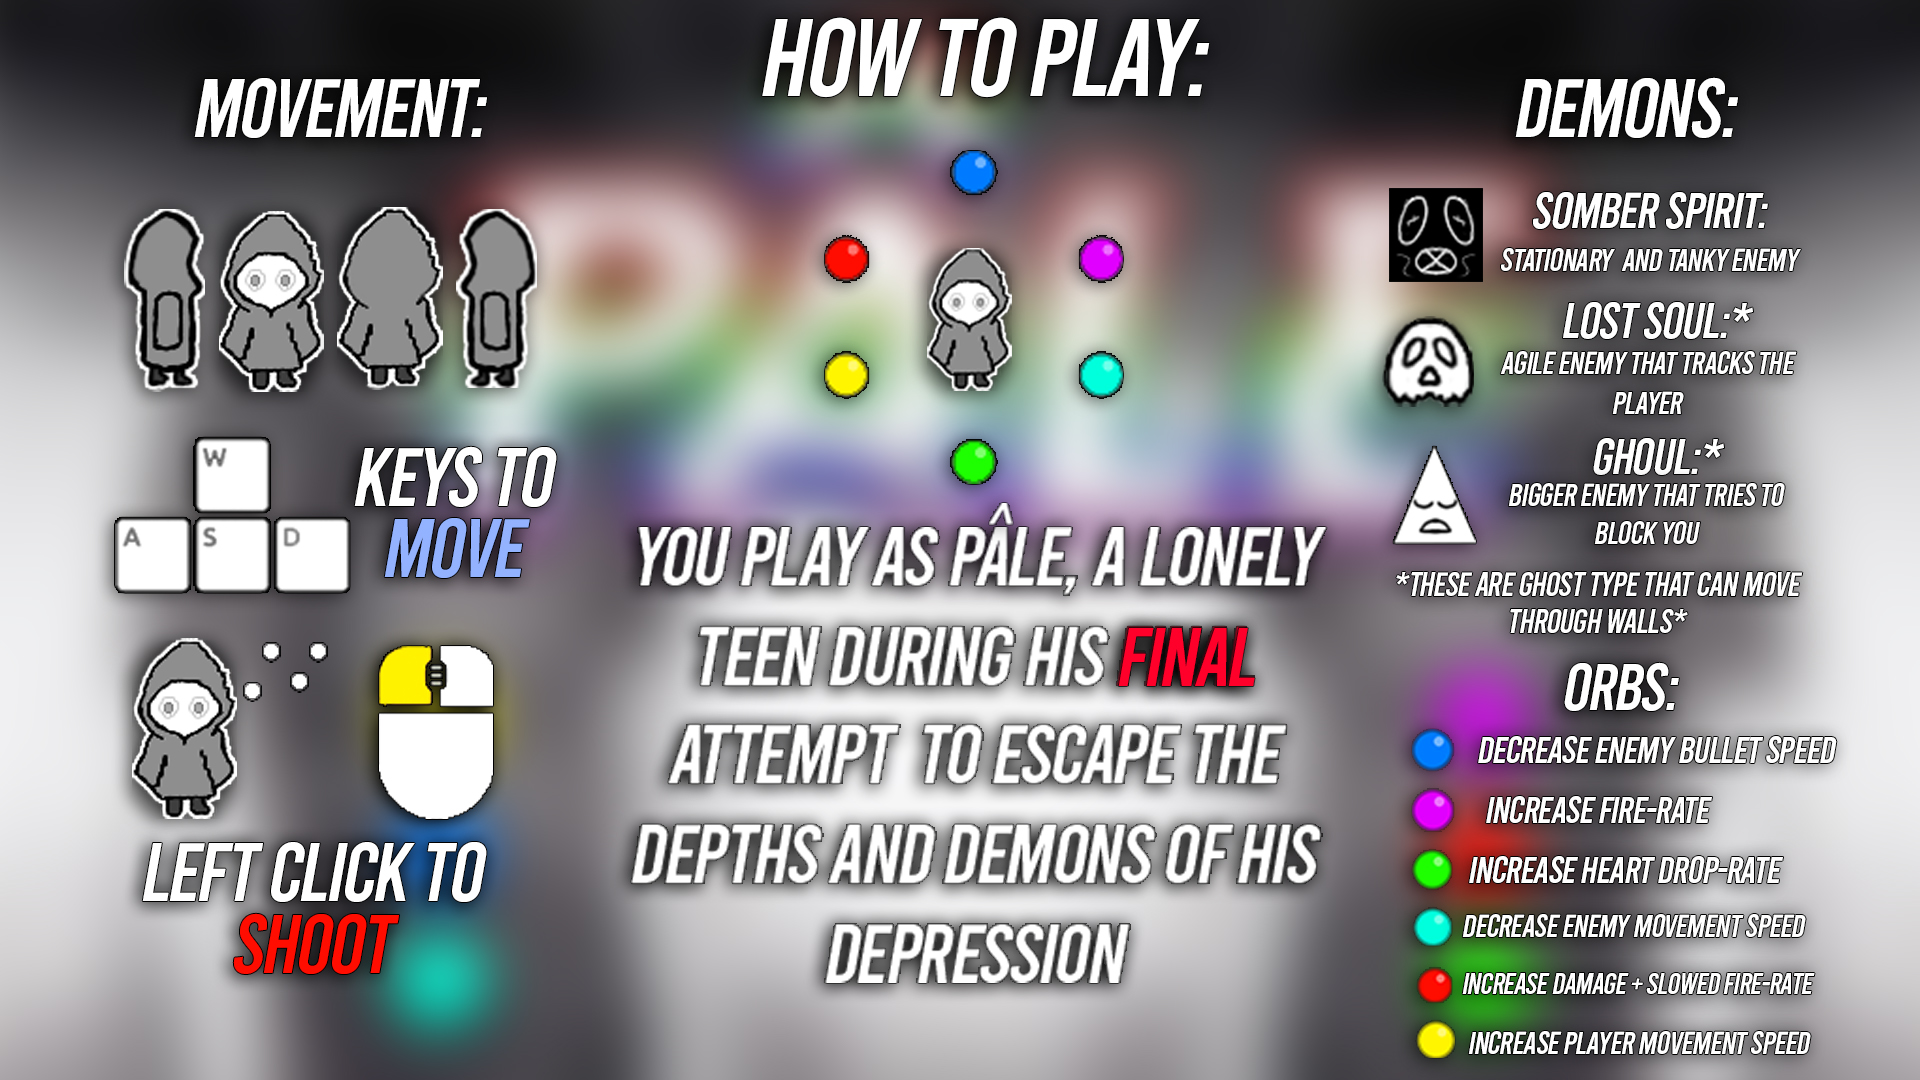 HOW TO PLAY:
MOVEMENT:
W
A S D
KEYS TO
MOVE
LEFT CLICK TO
SHOOT
YOU PLAY AS PÂLE, A LONELY
TEEN DURING HIS FINAL
ATTEMPT TO ESCAPE THE
DEPTHS AND DEMONS OF HIS
DEPRESSION
DEMONS:
SOMBER SPIRIT:
STATIONARY AND TANKY ENEMY
LOST SOUL:*
AGILE ENEMY THAT TRACKS THE
PLAYER
GHOUL:*
BIGGER ENEMY THAT TRIES TO
BLOCK YOU
*THESE ARE GHOST TYPE THAT CAN MOVE
THROUGH WALLS*
ORBS:
DECREASE ENEMY BULLET SPEED
INCREASE FIRE-RATE
INCREASE HEART DROP-RATE
DECREASE ENEMY MOVEMENT SPEED
INCREASE DAMAGE + SLOWED FIRE-RATE
INCREASE PLAYER MOVEMENT SPEED